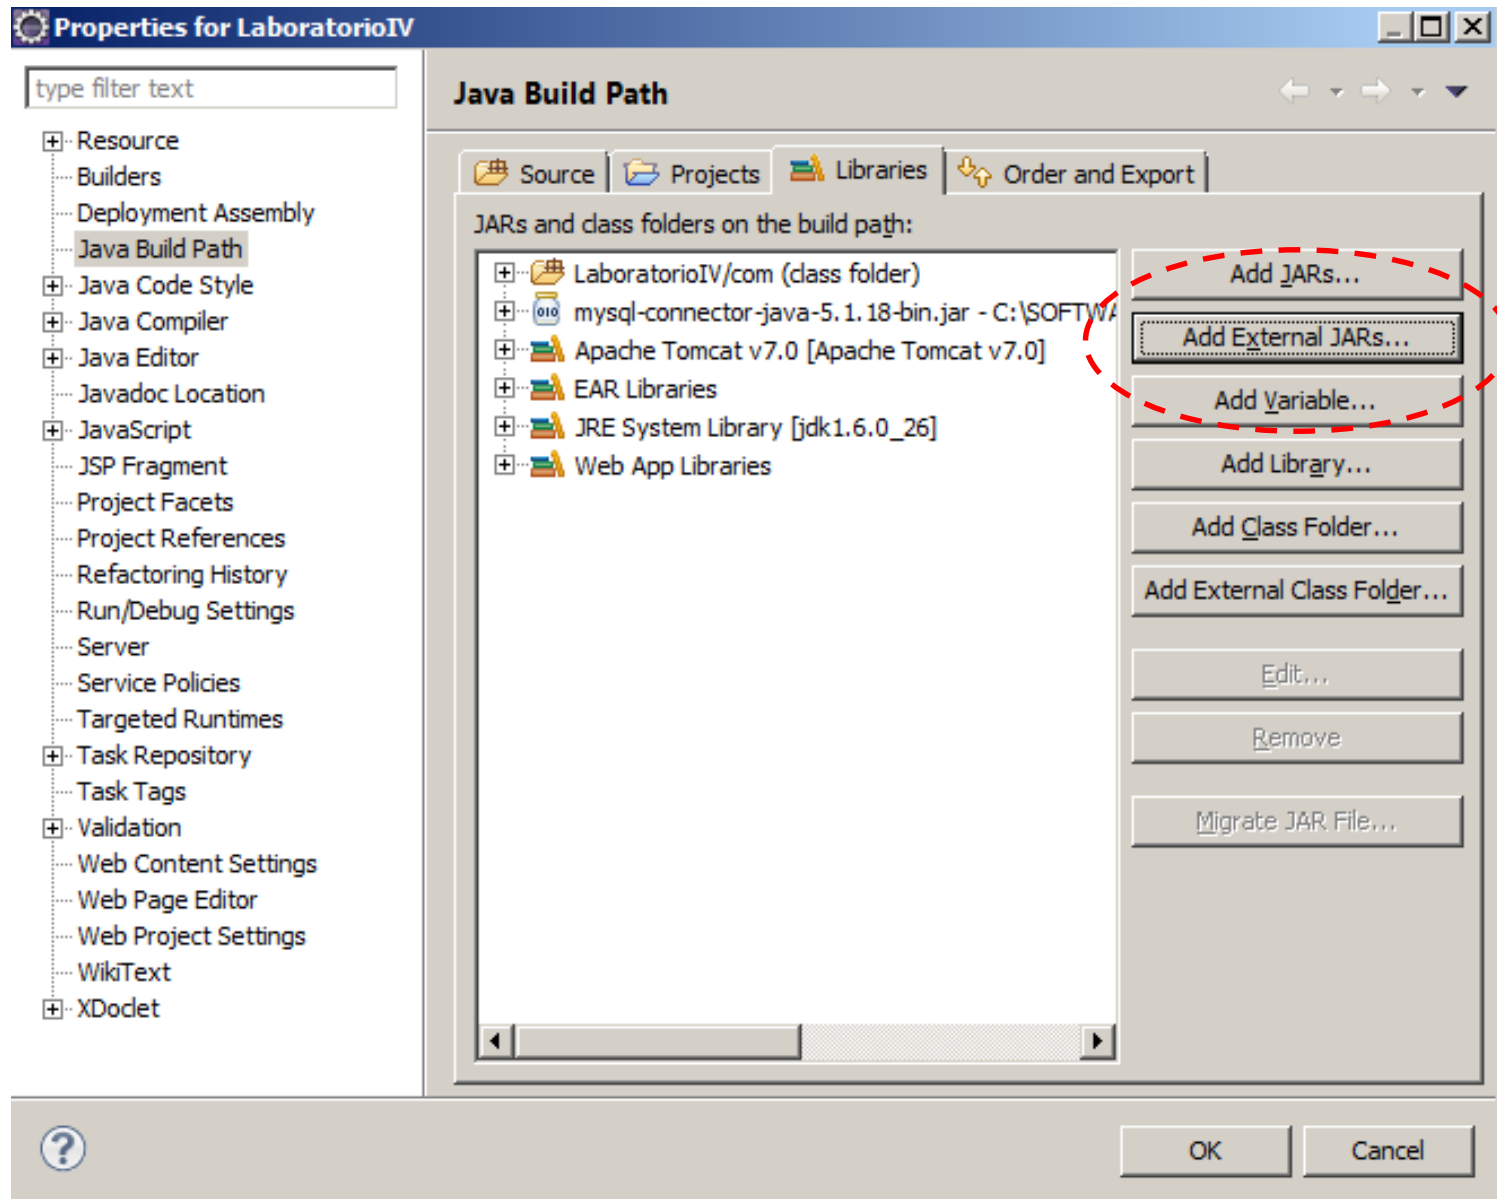 Properties for LaboratorioIV
type filter text
Resource
Builders
Deployment Assembly
Java Build Path
Java Code Style
Java Compiler
Java Editor
Javadoc Location
JavaScript
JSP Fragment
Project Facets
Project References
Refactoring History
Run/Debug Settings
Server
Service Policies
Targeted Runtimes
Task Repository
Task Tags
Validation
Web Content Settings
Web Page Editor
Web Project Settings
WikiText
XDoclet
Java Build Path
Source Projects Libraries Order and Export
JARs and class folders on the build path:
LaboratorioIV/com (class folder)
mysql-connector-java-5.1.18-bin.jar - C:\SOFTWA
Apache Tomcat v7.0 [Apache Tomcat v7.0]
EAR Libraries
JRE System Library [jdk1.6.0_26]
Web App Libraries
Add JARs...
Add External JARs...
Add Variable...
Add Library...
Add Class Folder...
Add External Class Folder...
Edit...
Remove
Migrate JAR File...
OK Cancel